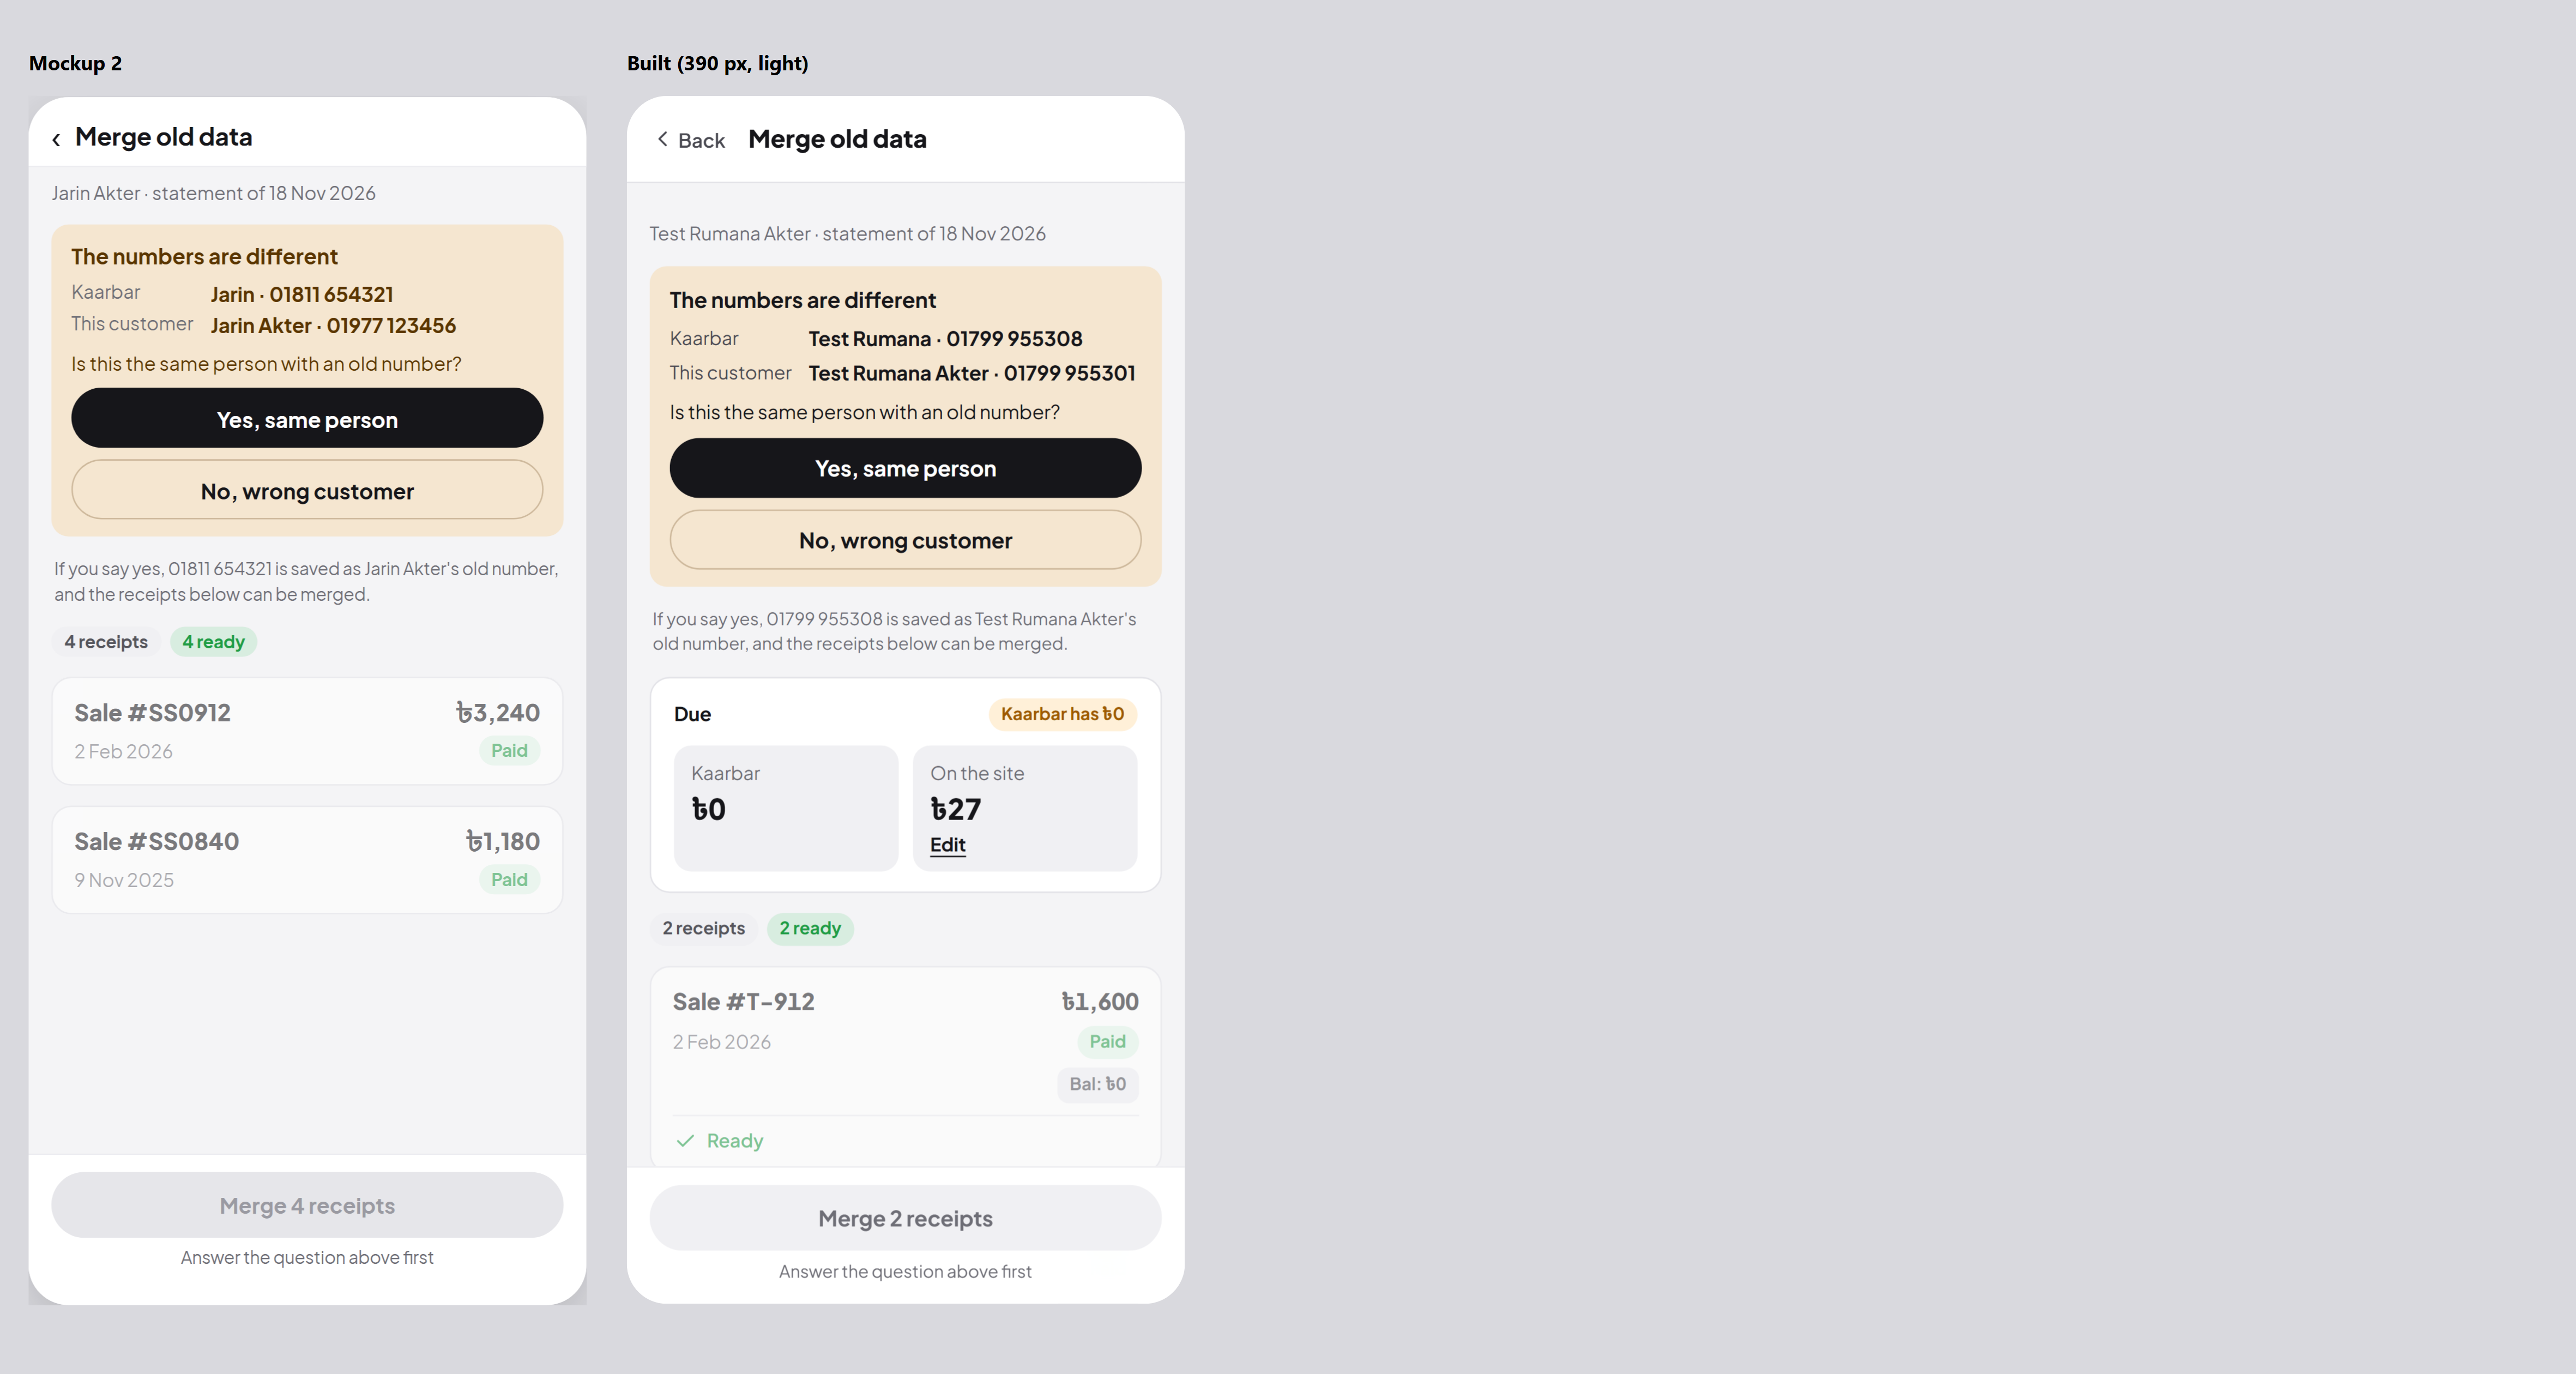 Mockup 2
‹ Merge old data
Jarin Akter · statement of 18 Nov 2026
The numbers are different
Kaarbar Jarin · 01811 654321
This customer Jarin Akter · 01977 123456
Is this the same person with an old number?
Yes, same person
No, wrong customer
If you say yes, 01811 654321 is saved as Jarin Akter's old number,
and the receipts below can be merged.
4 receipts 4 ready
Sale #SS0912 ৳3,240
2 Feb 2026 Paid
Sale #SS0840 ৳1,180
9 Nov 2025 Paid
Merge 4 receipts
Answer the question above first
Built (390 px, light)
Back Merge old data
Test Rumana Akter · statement of 18 Nov 2026
The numbers are different
Kaarbar Test Rumana · 01799 955308
This customer Test Rumana Akter · 01799 955301
Is this the same person with an old number?
Yes, same person
No, wrong customer
If you say yes, 01799 955308 is saved as Test Rumana Akter's
old number, and the receipts below can be merged.
Due Kaarbar has ৳0
Kaarbar On the site
৳0 ৳27
Edit
2 receipts 2 ready
Sale #T-912 ৳1,600
2 Feb 2026 Paid
Bal: ৳0
Ready
Merge 2 receipts
Answer the question above first